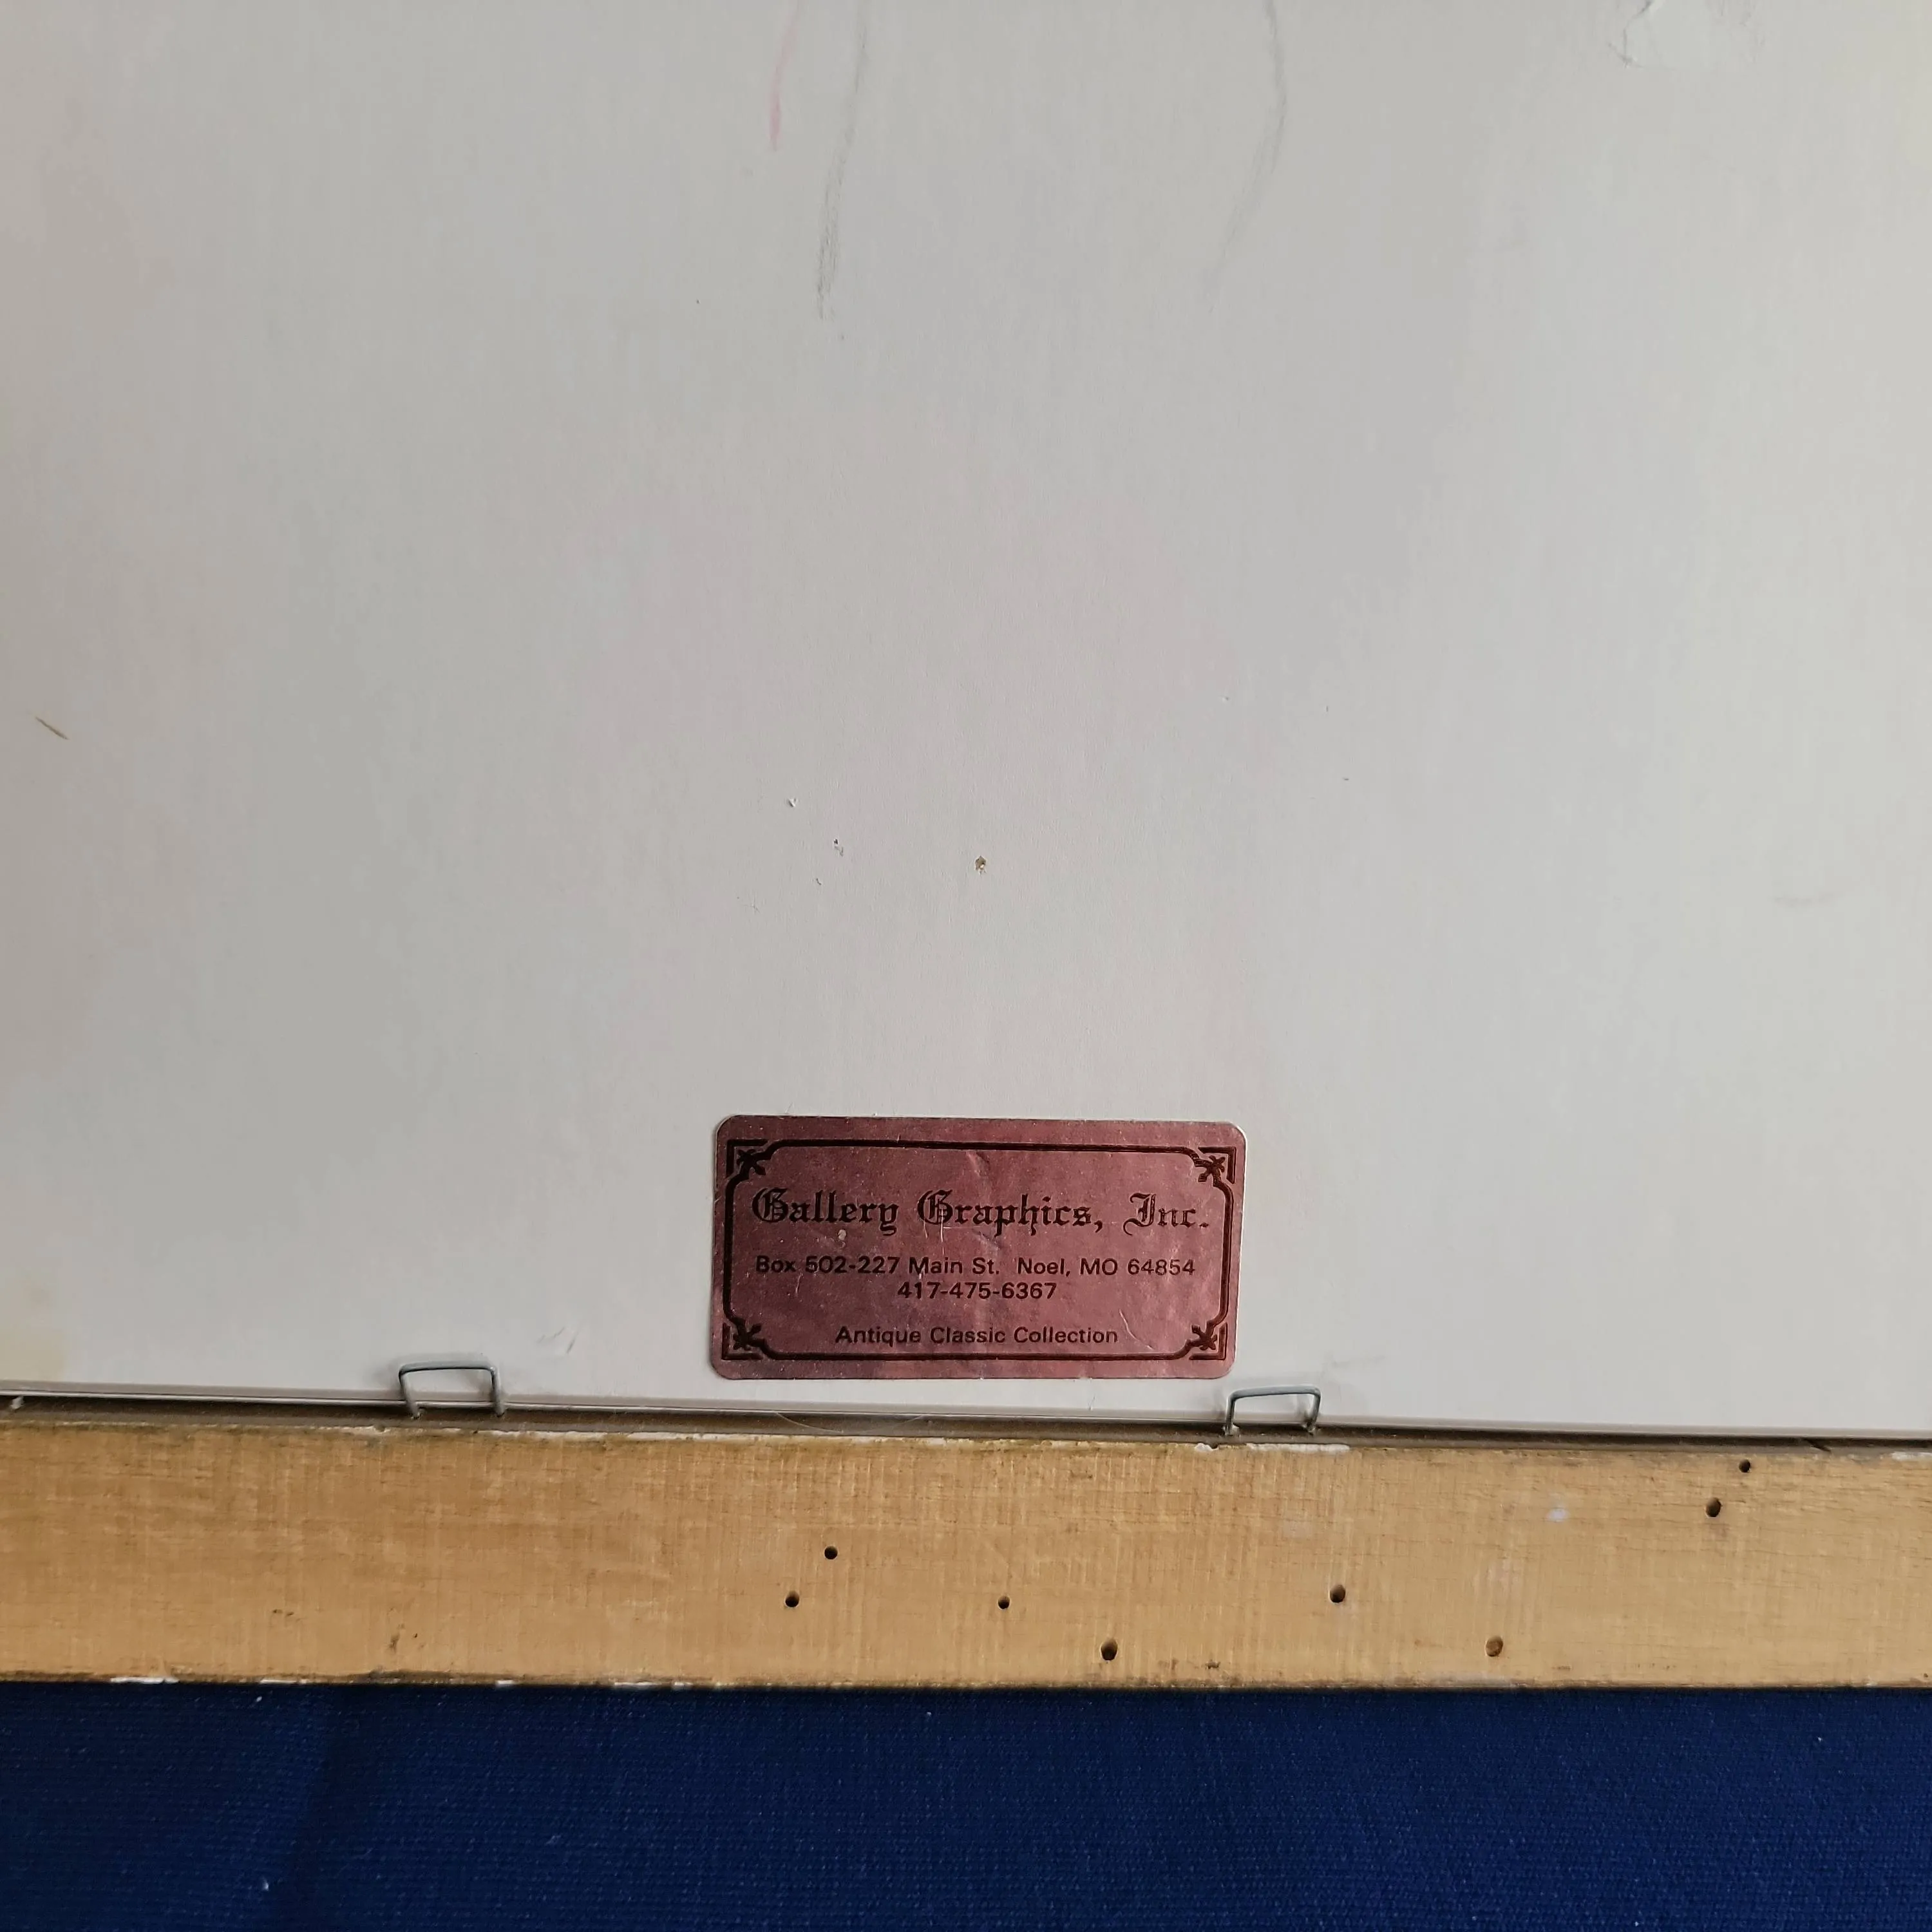 Gallery Graphics, Inc.
Box 502-227 Main St. Noel, MO 64854
417-475-6367
Antique Classic Collection